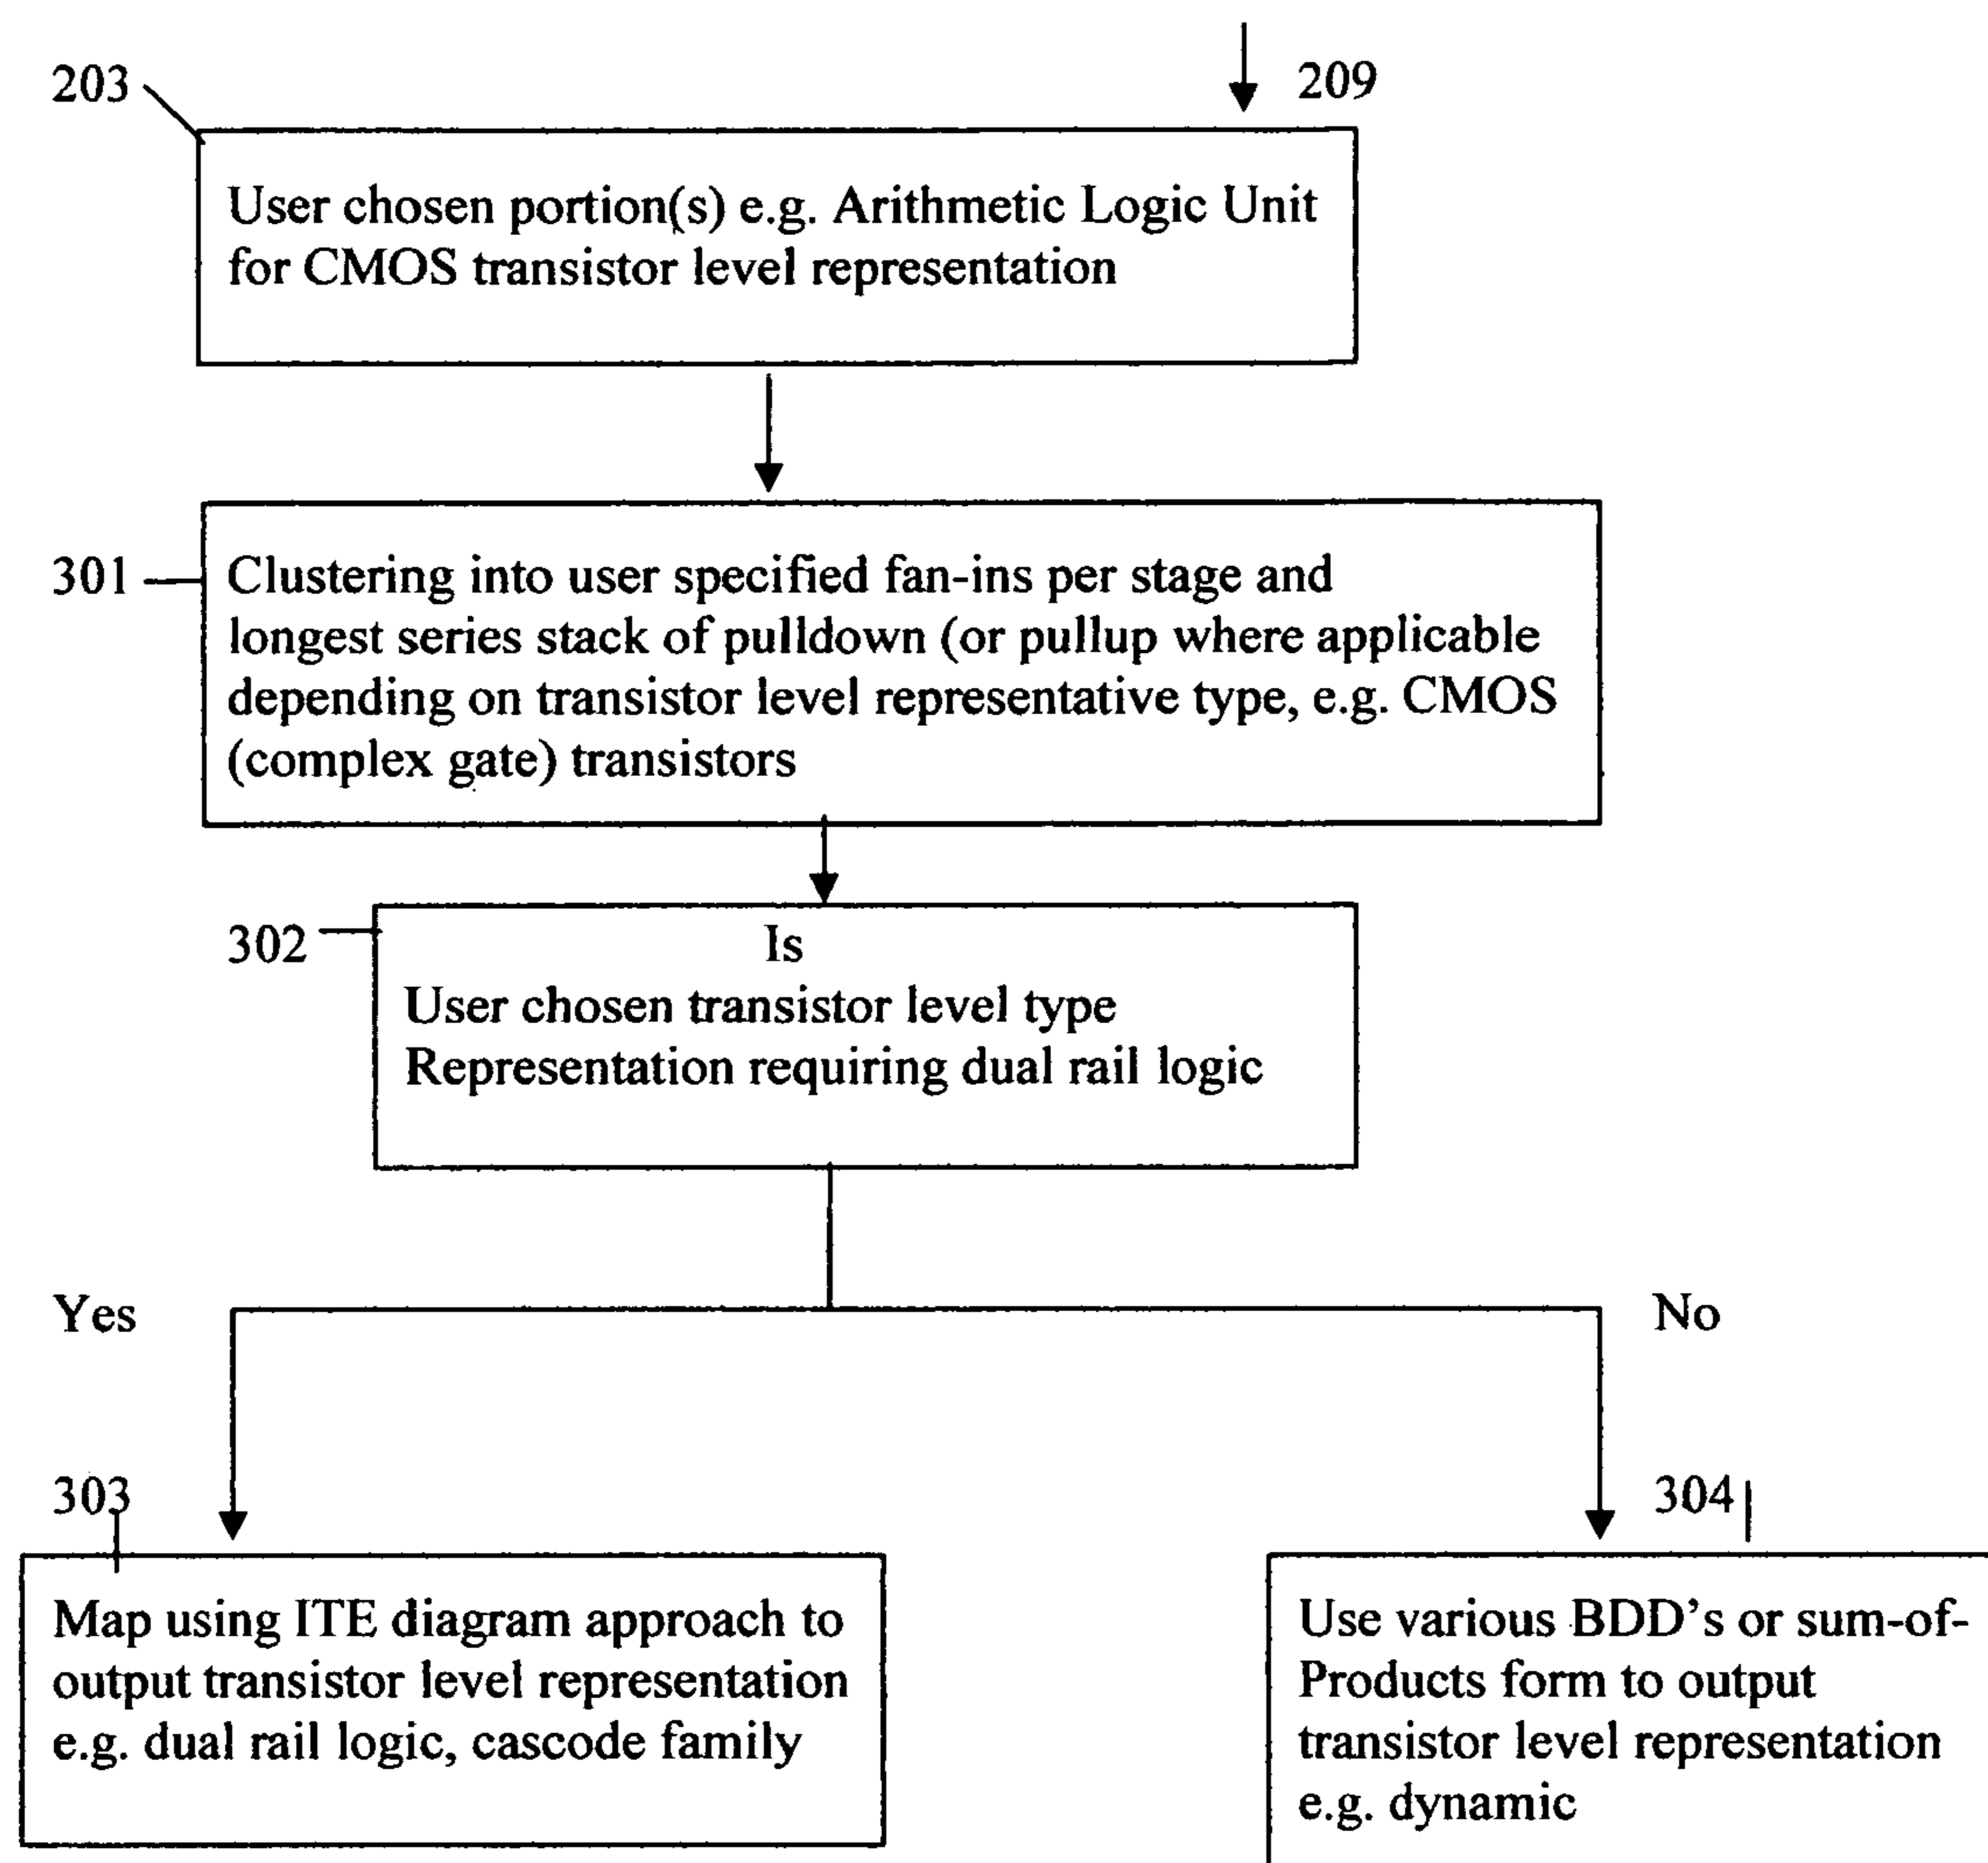 209
203
User chosen portion(s) e.g. Arithmetic Logic Unit
for CMOS transistor level representation
301
Clustering into user specified fan-ins per stage and
longest series stack of pulldown (or pullup where applicable
depending on transistor level representative type, e.g. CMOS
(complex gate) transistors
302
Is
User chosen transistor level type
Representation requiring dual rail logic
Yes
No
303
304
Map using ITE diagram approach to
output transistor level representation
e.g. dual rail logic, cascode family
Use various BDD's or sum-of-
Products form to output
transistor level representation
e.g. dynamic